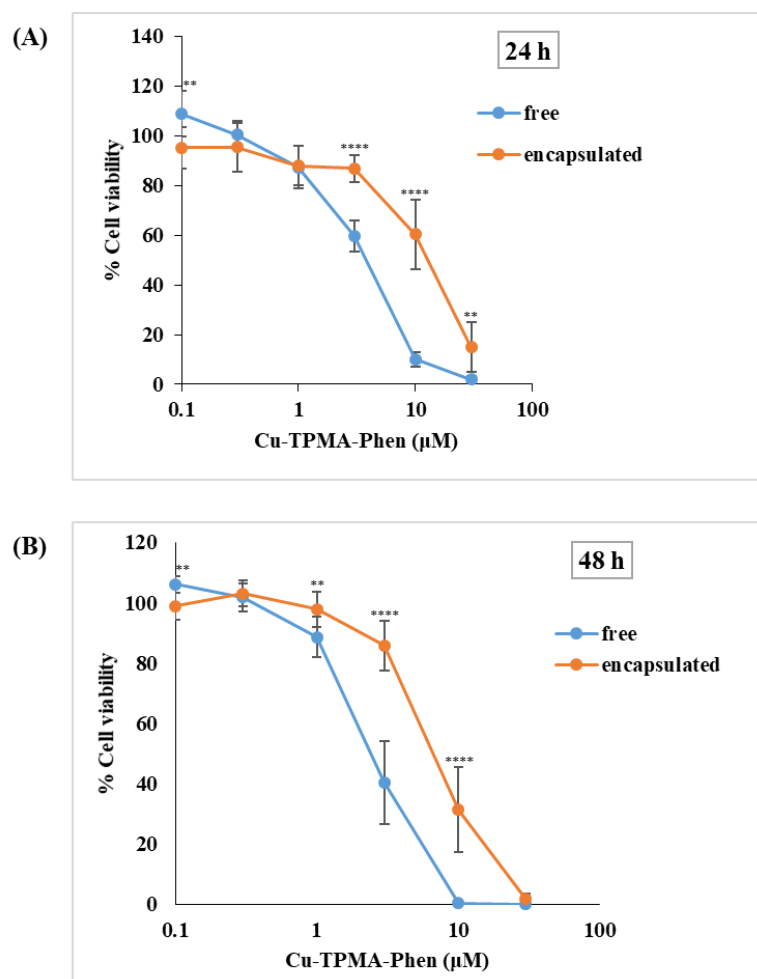 (A)
24 h
free
encapsulated
% Cell viability
140
120
100
80
60
40
20
0
**
****
****
**
0.1 1 10 100
Cu-TPMA-Phen (µM)
(B)
48 h
free
encapsulated
% Cell viability
120
100
80
60
40
20
0
**
**
****
****
0.1 1 10 100
Cu-TPMA-Phen (µM)